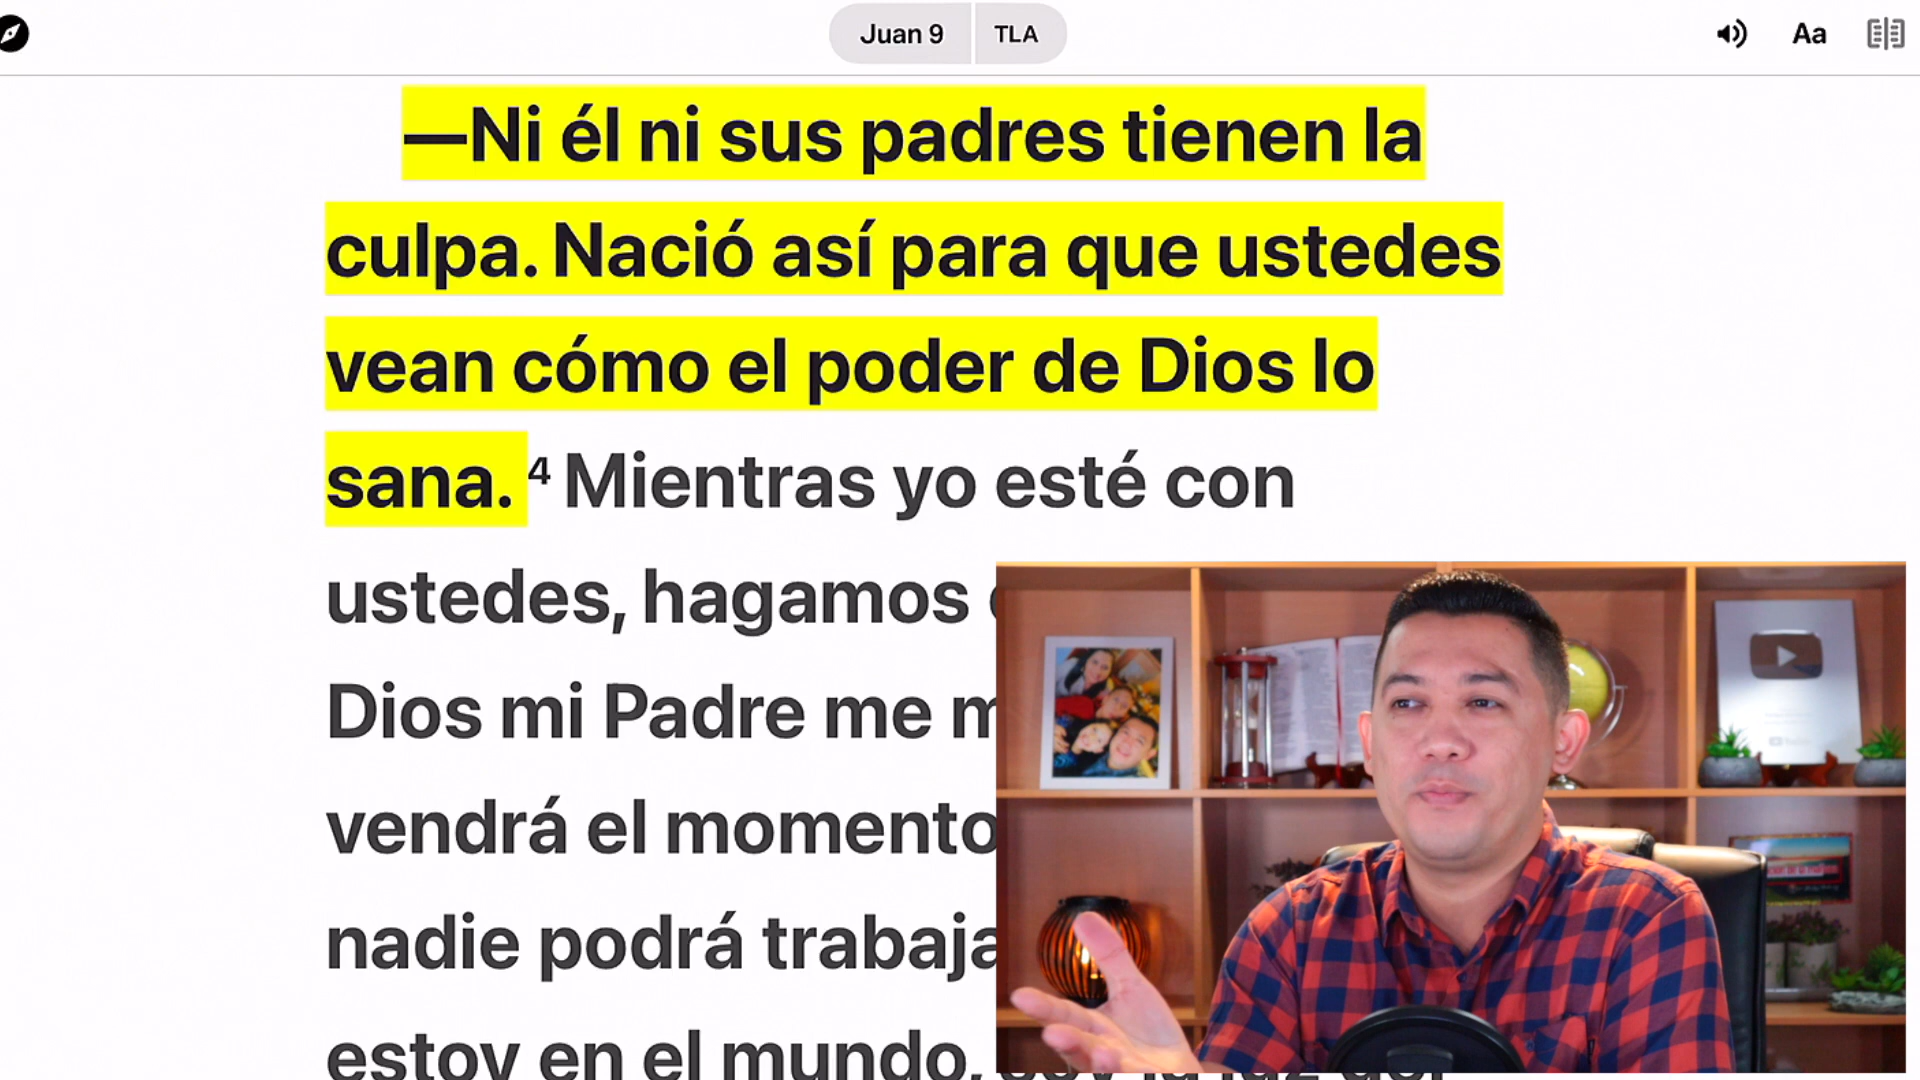 Juan 9 TLA Aa
—Ni él ni sus padres tienen la
culpa. Nació así para que ustedes
vean cómo el poder de Dios lo
sana. 4 Mientras yo esté con
ustedes, hagamos
Dios mi Padre me
vendrá el momento
nadie podrá
estoy en el mundo,